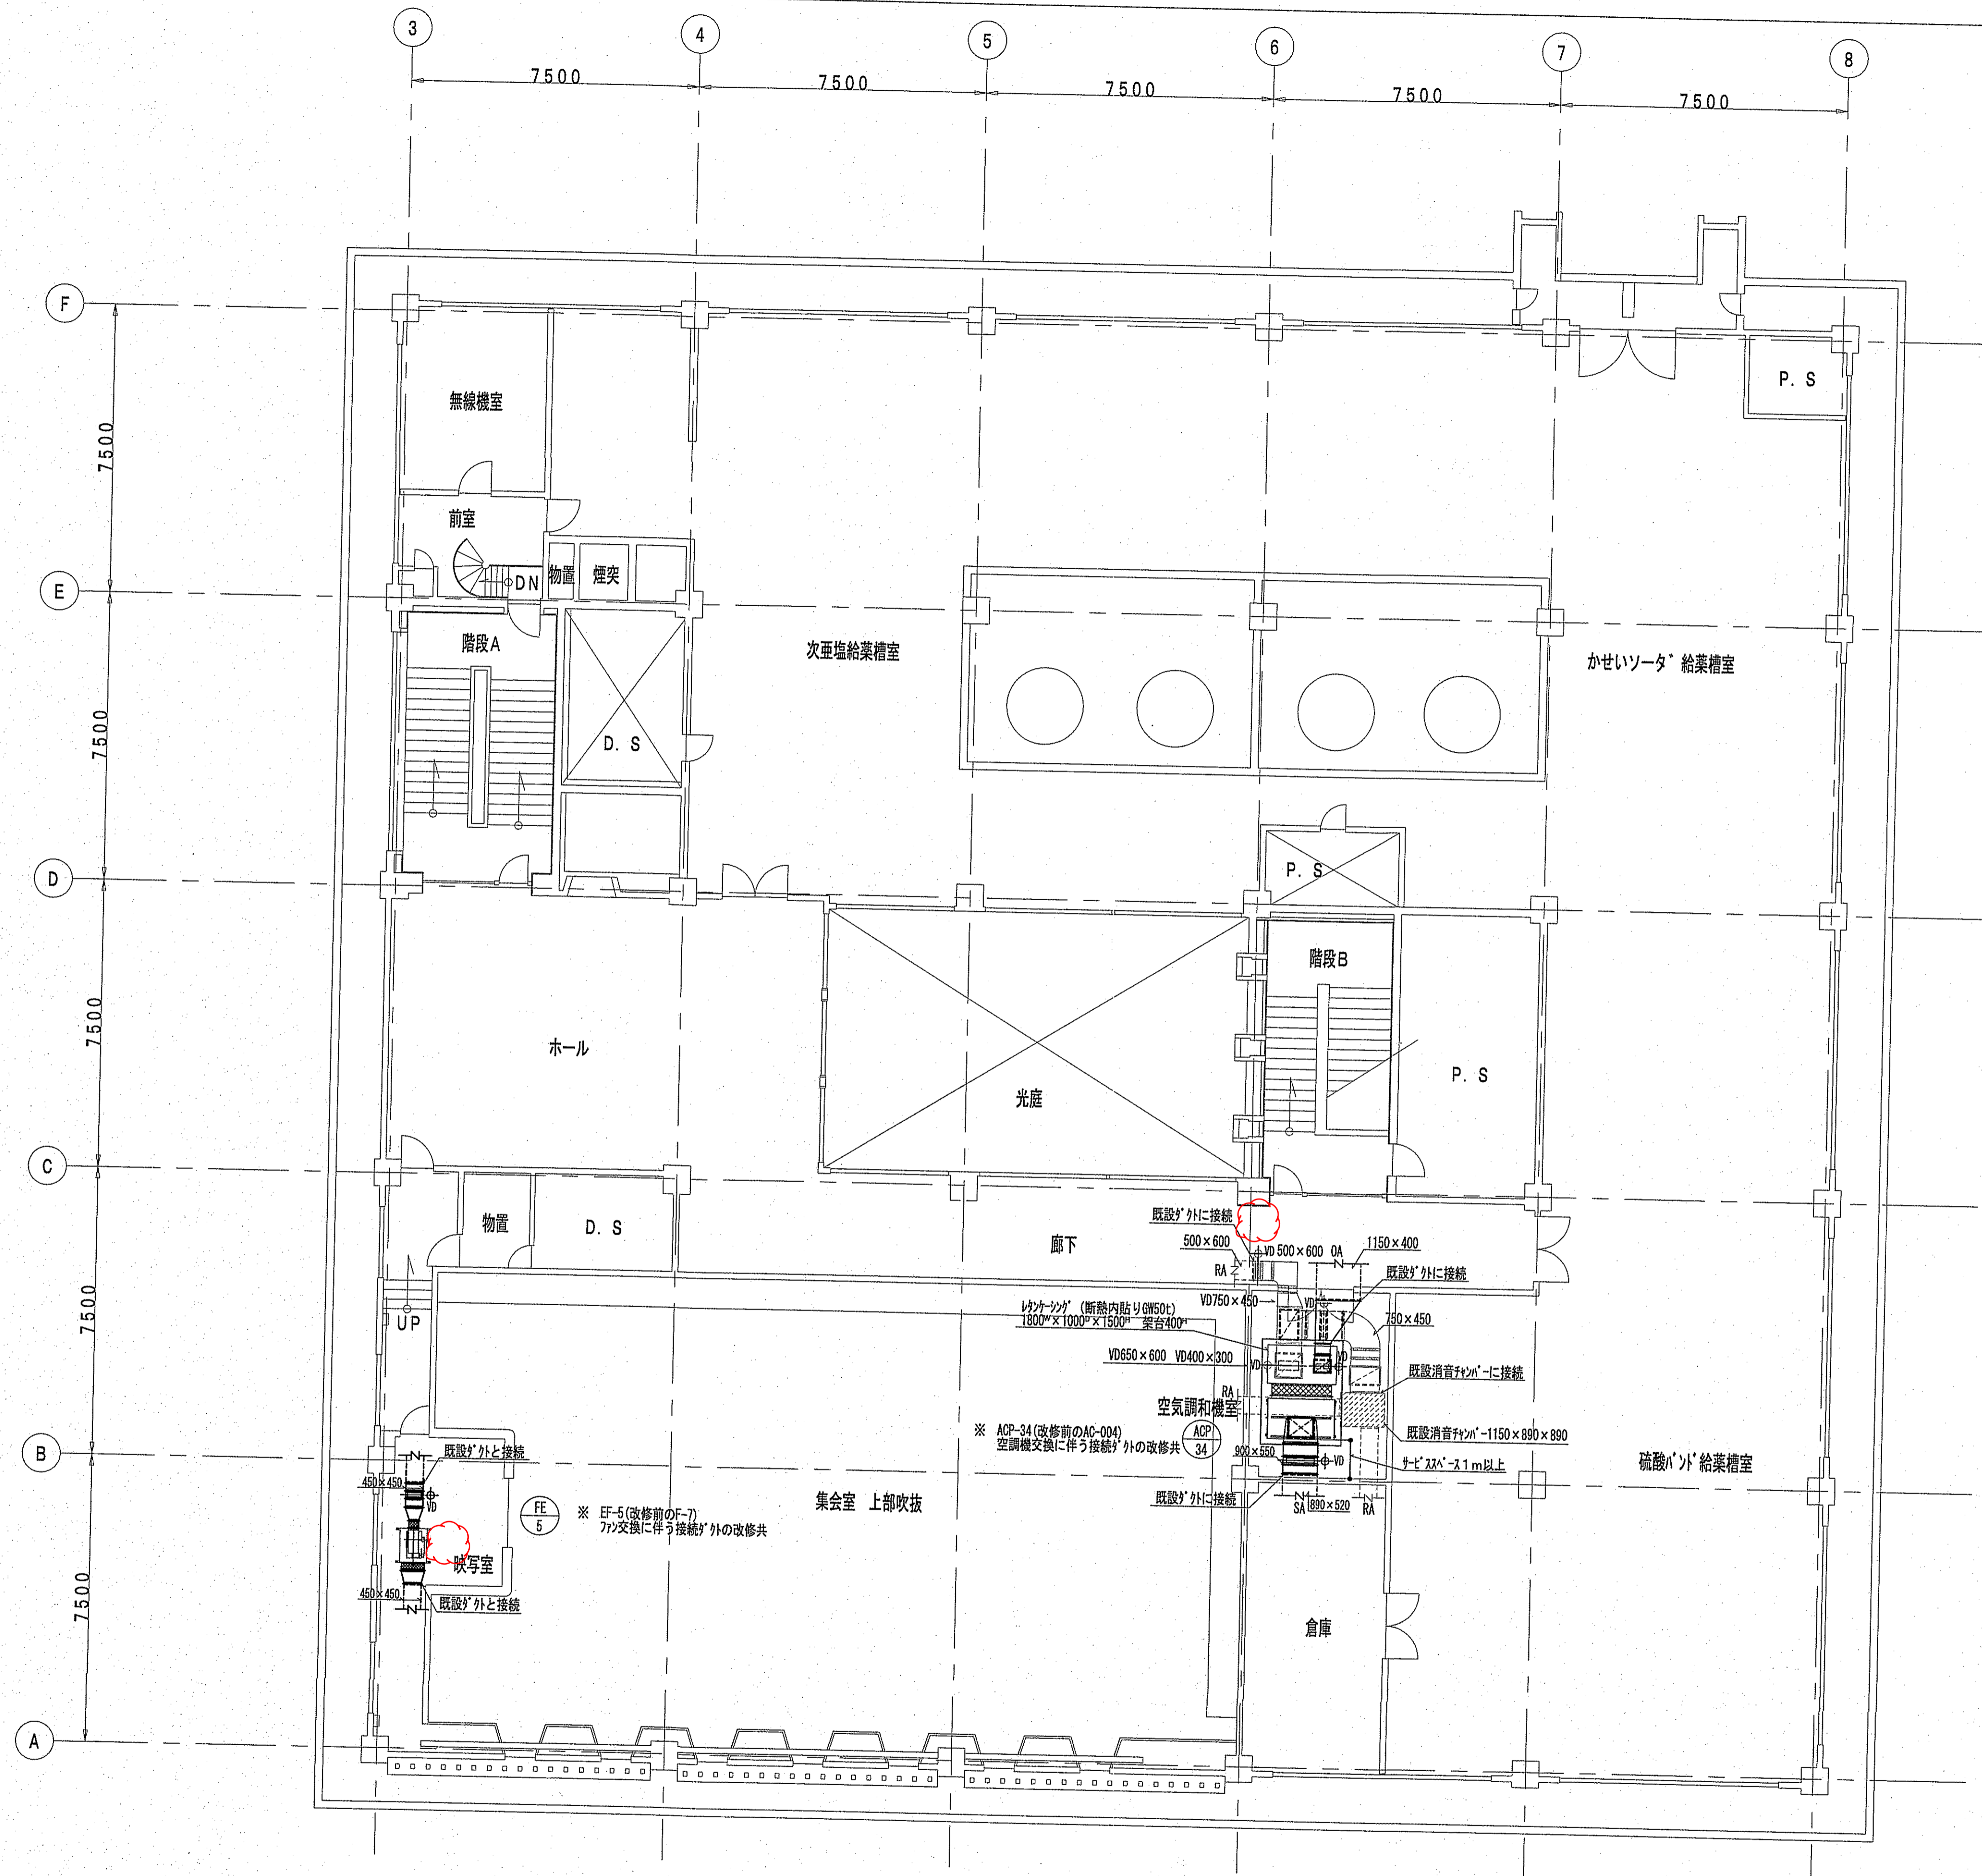 3
4
5
6
7
8
7500
7500
7500
7500
7500
F
E
D
C
B
A
7500
7500
7500
7500
7500
無線機室
P. S
前室
DN
物置
煙突
階段A
次亜塩給薬槽室
かせいソーダ給薬槽室
D. S
P. S
階段B
ホール
光庭
P. S
物置
D. S
廊下
UP
既設ダクトに接続
500×600
VD 500×600 OA
1150×400
RA
既設ダクトに接続
VD750×450
VD
750×450
レタンケーシング (断熱内貼りGW50t)
1800ᵂ×1000ᴰ×1500ᴴ 架台400ᴴ
VD650×600 VD400×300
VD
VD
既設消音チャンバーに接続
RA
空気調和機室
※ ACP-34(改修前のAC-004)
空調機交換に伴う接続ダクトの改修共
ACP
34
既設消音チャンバー1150×890×890
900×550
VD
サービススペース1m以上
硫酸バンド給薬槽室
既設ダクトに接続
SA
890×520
RA
既設ダクトと接続
450×450
VD
FE
5
※ EF-5(改修前のF-7)
ファン交換に伴う接続ダクトの改修共
集会室 上部吹抜
映写室
450×450
既設ダクトと接続
倉庫